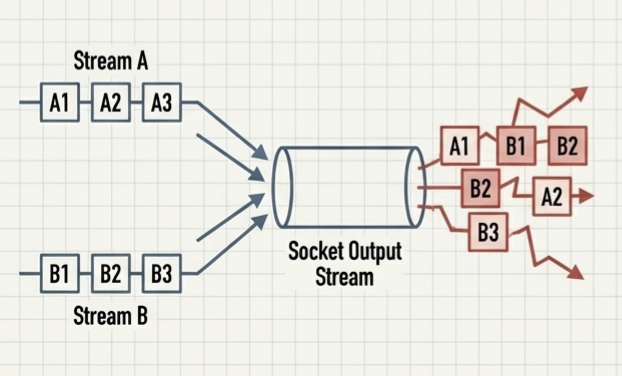 Stream A
A1 A2 A3
B1 B2 B3
Stream B
Socket Output
Stream
A1 B1 B2
B2 A2
B3